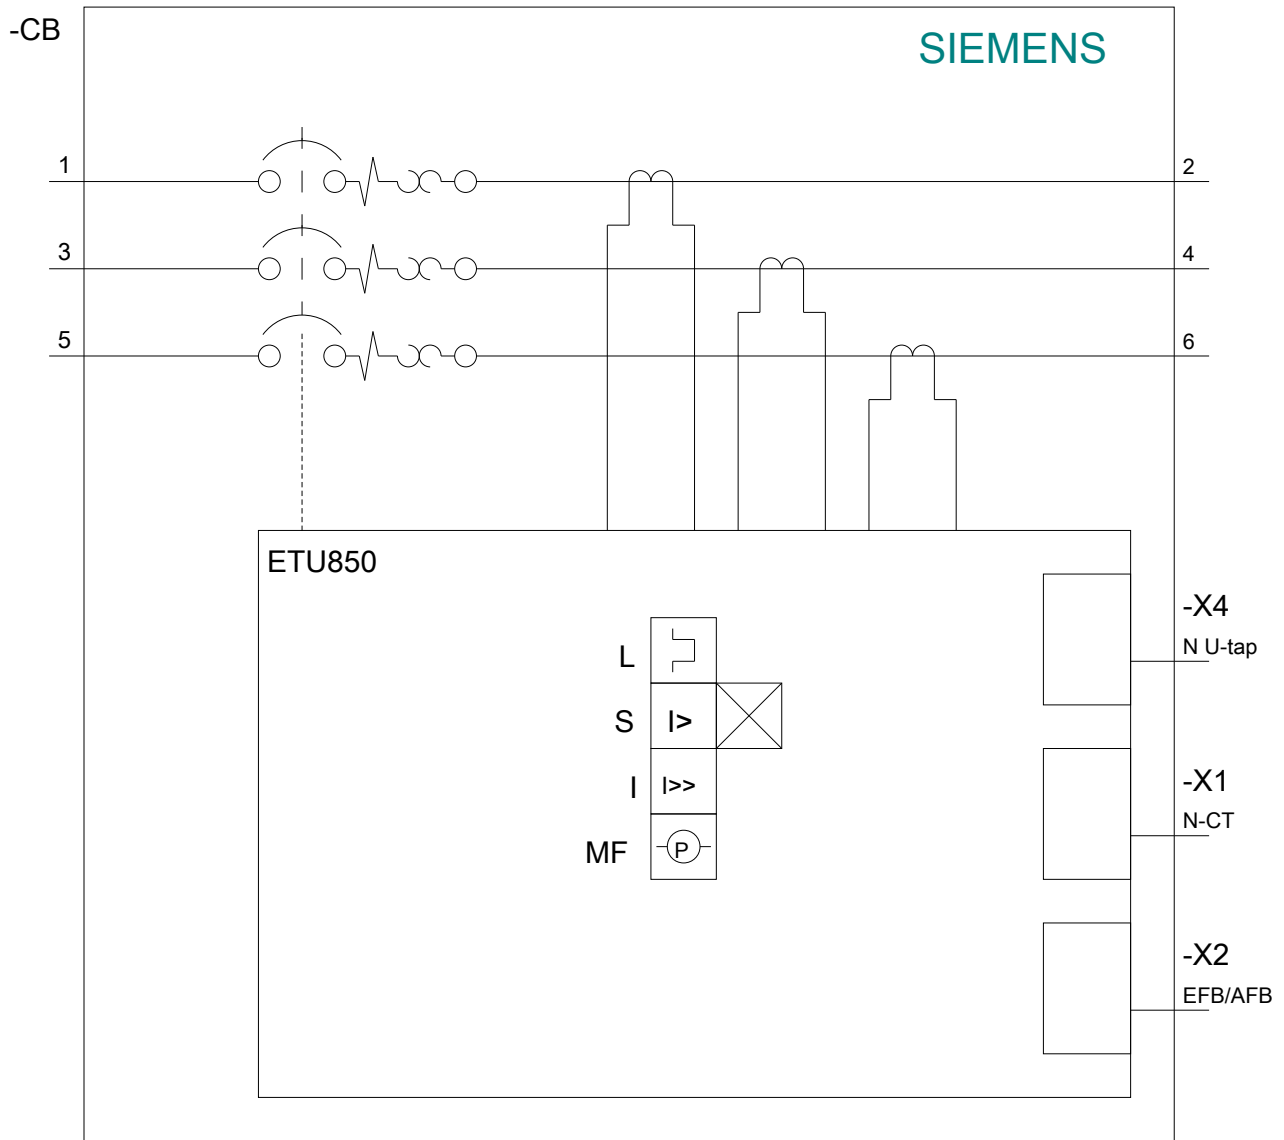 -CB
SIEMENS
1
2
3
4
5
6
ETU850
-X4
N U-tap
L
S
I>
I
I>>
-X1
N-CT
MF
P
-X2
EFB/AFB